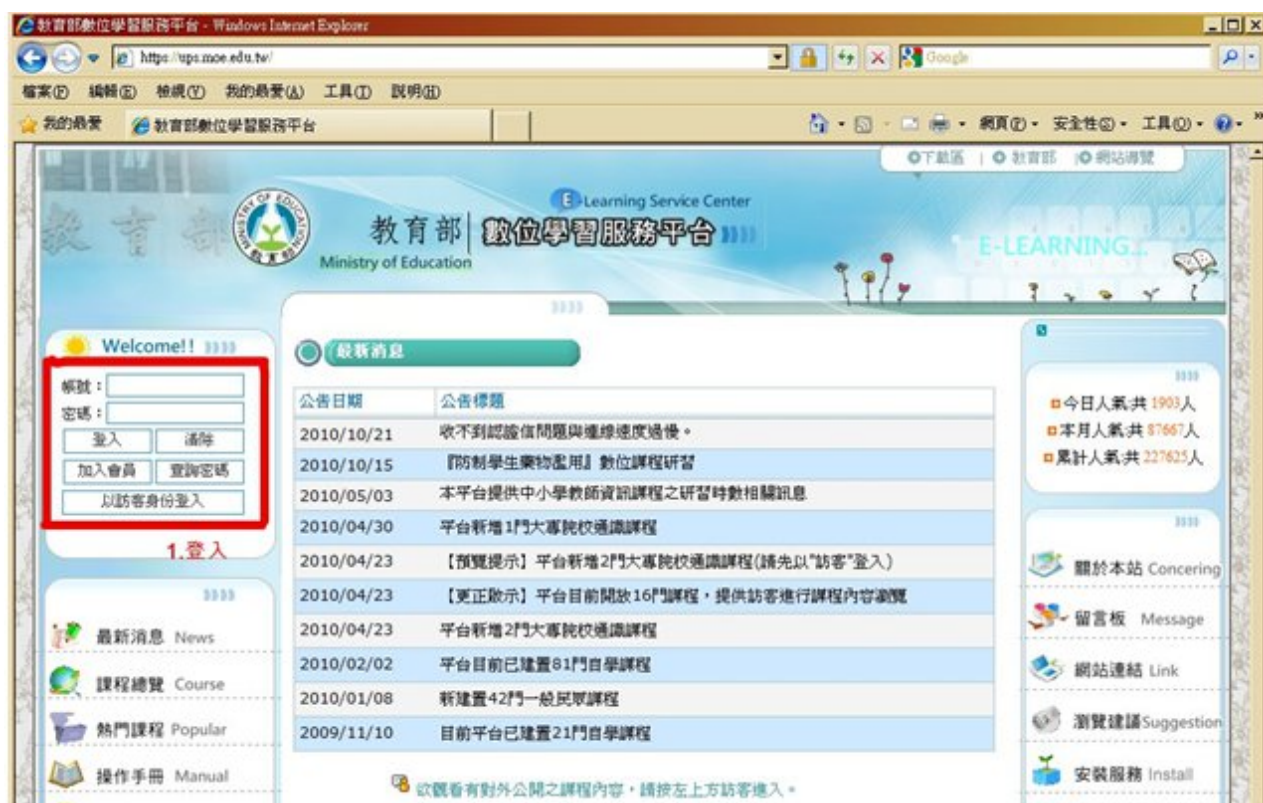 教育部數位學習服務平台 - Windows Internet Explorer
https://ups.moe.edu.tw/
Google
檔案(F) 編輯(E) 檢視(V) 我的最愛(A) 工具(T) 說明(H)
我的最愛 教育部數位學習服務平台 網頁(P) 安全性(S) 工具(O)
下載區 | 教育部 | 網站導覽
教育部
MINISTRY OF EDUCATION
E-Learning Service Center
教育部 數位學習服務平台
Ministry of Education
E-LEARNING...
Welcome!!
帳號：
密碼：
登入 清除
加入會員 查詢密碼
以訪客身份登入
1.登入
最新消息 News
課程總覽 Course
熱門課程 Popular
操作手冊 Manual
最新消息
公告日期 公告標題
2010/10/21 收不到認證信問題與連線速度過慢。
2010/10/15 『防制學生藥物濫用』數位課程研習
2010/05/03 本平台提供中小學教師資訊課程之研習時數相關訊息
2010/04/30 平台新增1門大專院校通識課程
2010/04/23 【預覽提示】平台新增2門大專院校通識課程(請先以"訪客"登入)
2010/04/23 【更正啟示】平台目前開放16門課程，提供訪客進行課程內容瀏覽
2010/04/23 平台新增2門大專院校通識課程
2010/02/02 平台目前已建置81門自學課程
2010/01/08 新建置42門一般民眾課程
2009/11/10 目前平台已建置21門自學課程
欲觀看有對外公開之課程內容，請按左上方訪客進入。
今日人氣:共 1903人
本月人氣:共 87667人
累計人氣:共 227625人
關於本站 Concering
留言板 Message
網站連結 Link
瀏覽建議Suggestion
安裝服務 Install